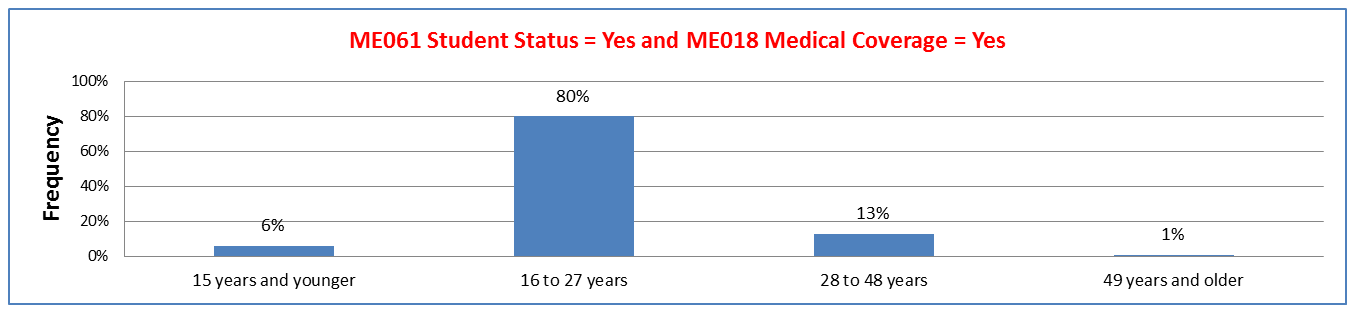 ME061 Student Status = Yes and ME018 Medical Coverage = Yes
Frequency
100%
80%
60%
40%
20%
0%
6%
80%
13%
1%
15 years and younger
16 to 27 years
28 to 48 years
49 years and older